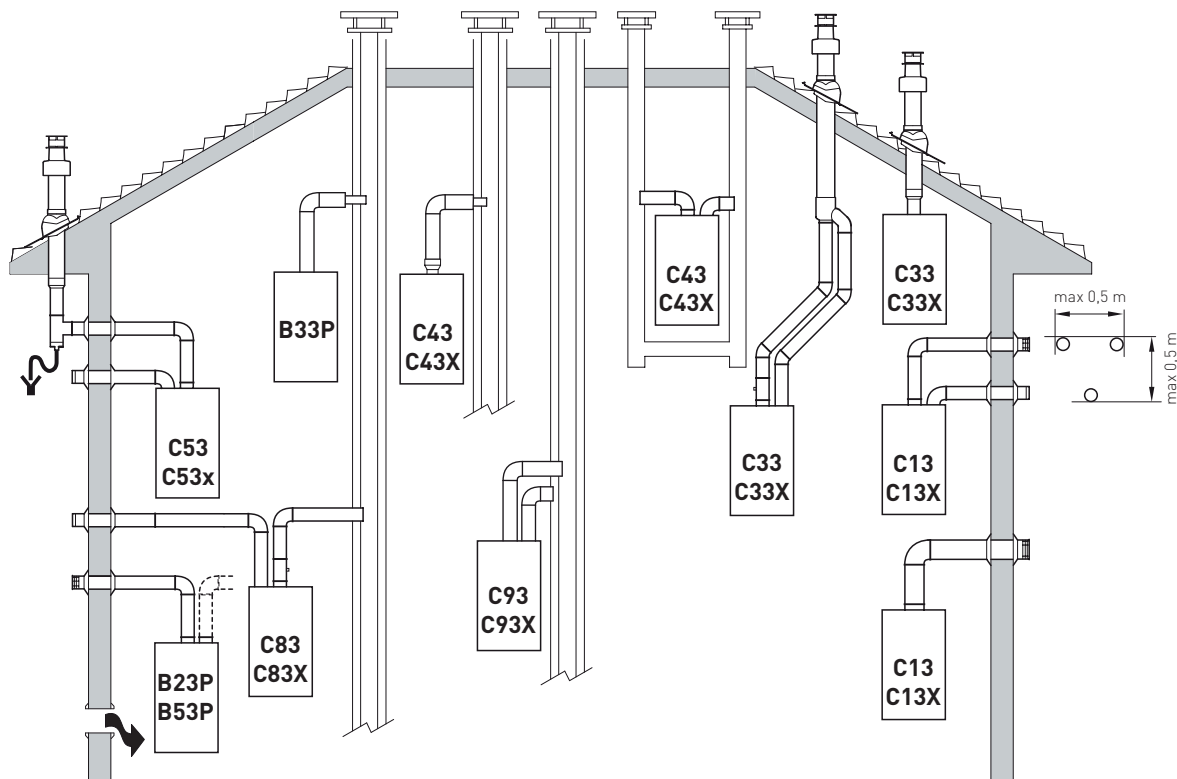 B33P
C43
C43X
C43
C43X
C33
C33X
max 0,5 m
max 0,5 m
C53
C53x
C33
C33X
C13
C13X
C93
C93X
C83
C83X
B23P
B53P
C13
C13X